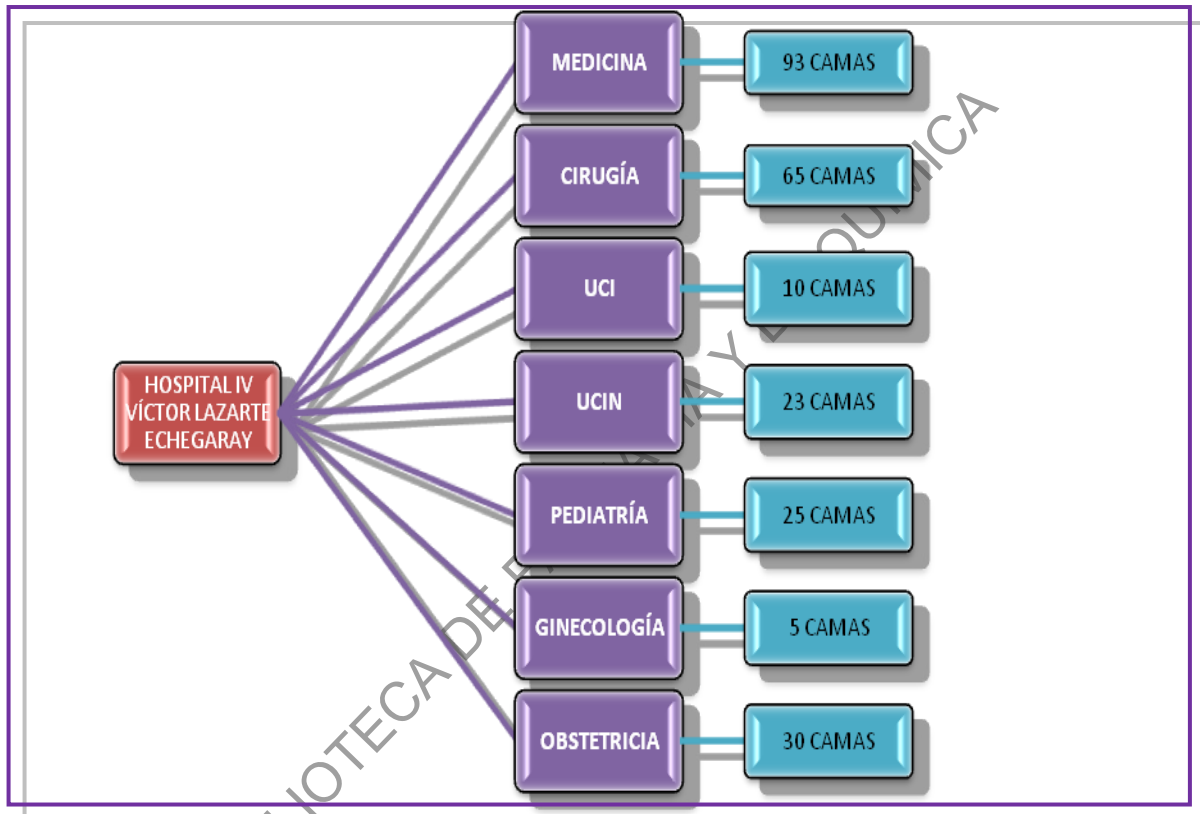 HOSPITAL IV
VÍCTOR LAZARTE
ECHEGARAY
MEDICINA
93 CAMAS
CIRUGÍA
65 CAMAS
UCI
10 CAMAS
UCIN
23 CAMAS
PEDIATRÍA
25 CAMAS
GINECOLOGÍA
5 CAMAS
OBSTETRICIA
30 CAMAS